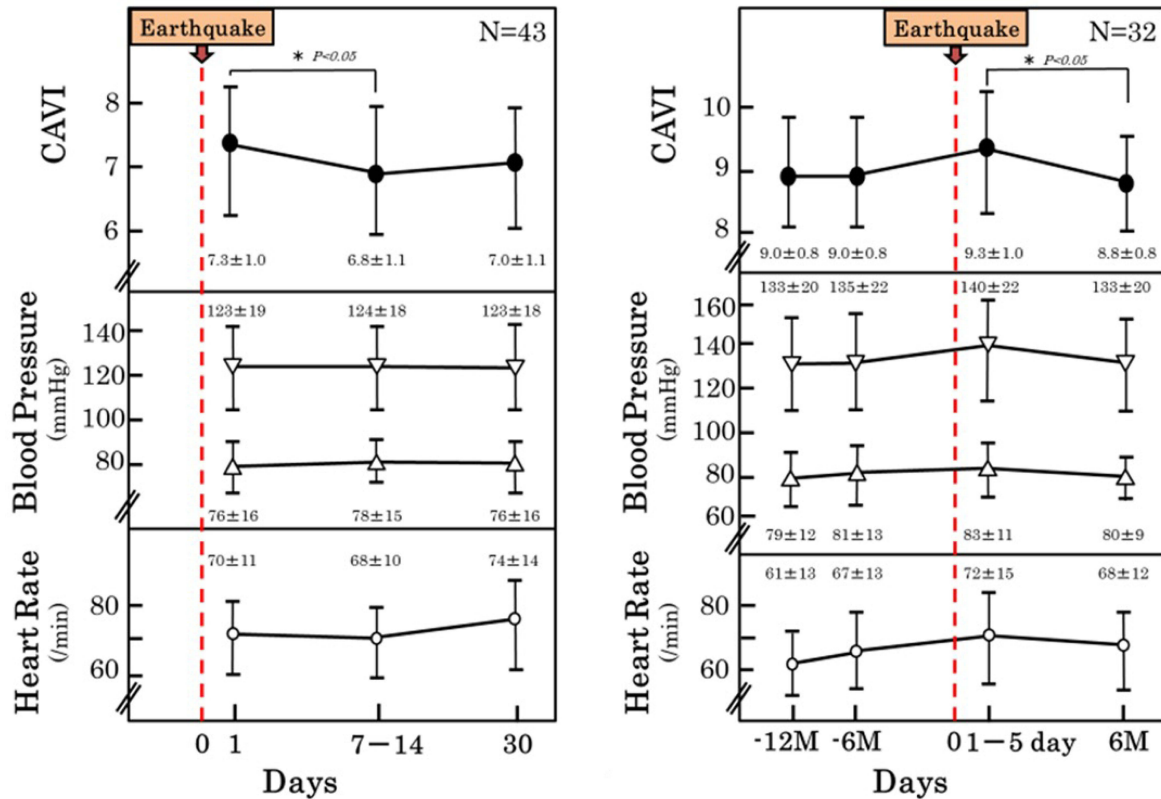 Earthquake
N=43
* P<0.05
CAVI
8
7
6
7.3±1.0 6.8±1.1 7.0±1.1
123±19 124±18 123±18
Blood Pressure
(mmHg)
140
120
100
80
76±16 78±15 76±16
70±11 68±10 74±14
Heart Rate
(/min)
80
60
0 1 7−14 30
Days
Earthquake
N=32
* P<0.05
CAVI
10
9
8
9.0±0.8 9.0±0.8 9.3±1.0 8.8±0.8
133±20 135±22 140±22 133±20
Blood Pressure
(mmHg)
160
140
120
100
80
60
79±12 81±13 83±11 80±9
61±13 67±13 72±15 68±12
Heart Rate
(/min)
80
60
-12M -6M 0 1−5 day 6M
Days